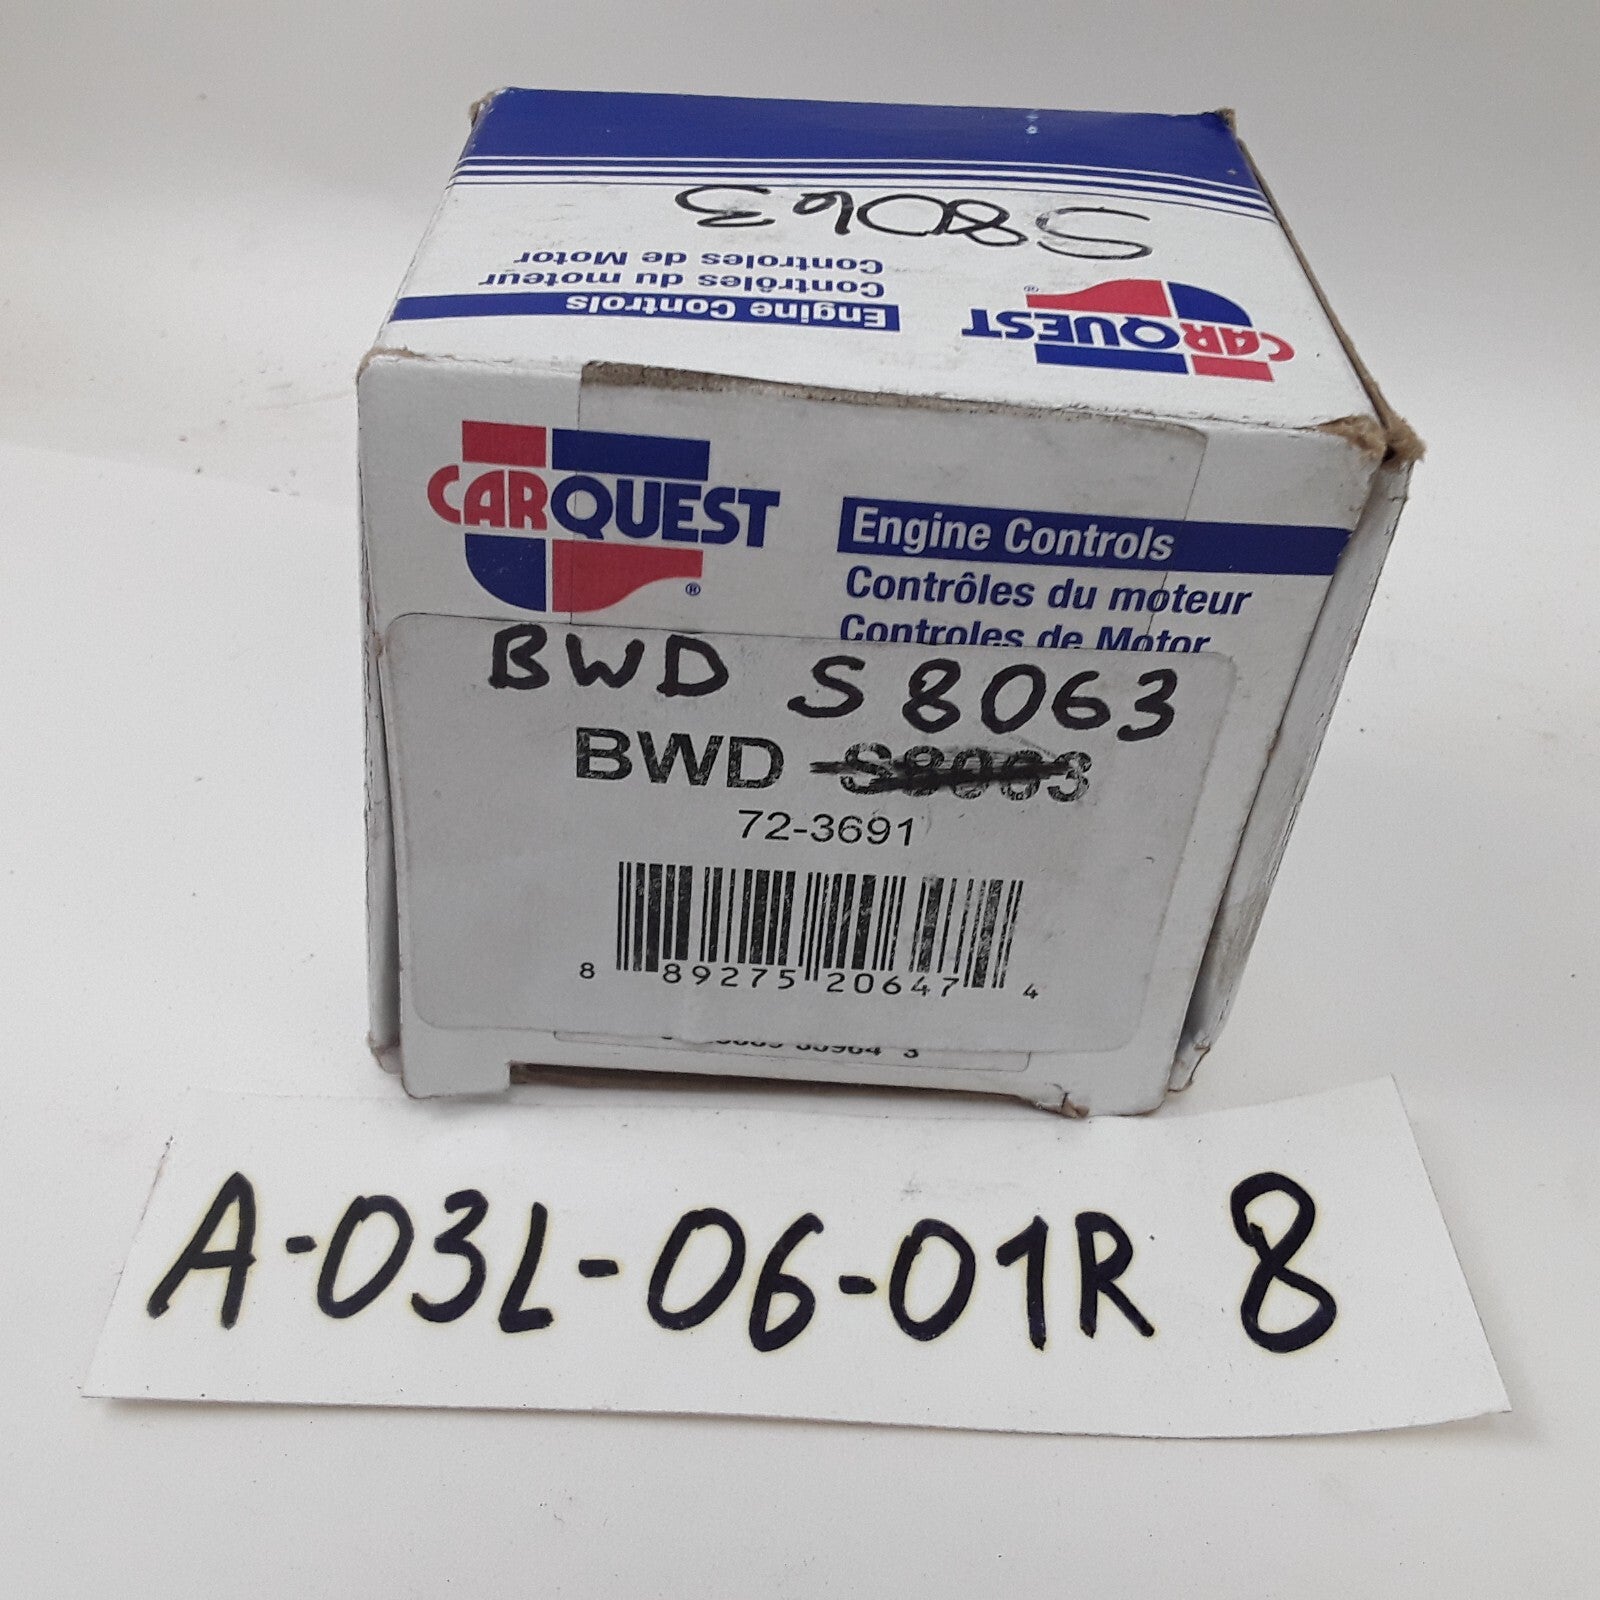 S8063
Controles de Motor
Contrôles du moteur
Engine Controls
CARQUEST®
CARQUEST
®
Engine Controls
Contrôles du moteur
Controles de Motor
BWD S8063
BWD S8063
72-3691
8 89275 20647 4
A-03L-06-01R 8